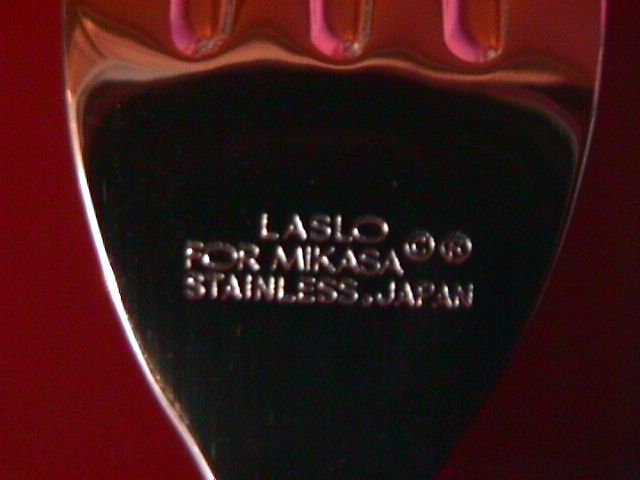 LASLO
FOR MIKASA © ®
STAINLESS, JAPAN